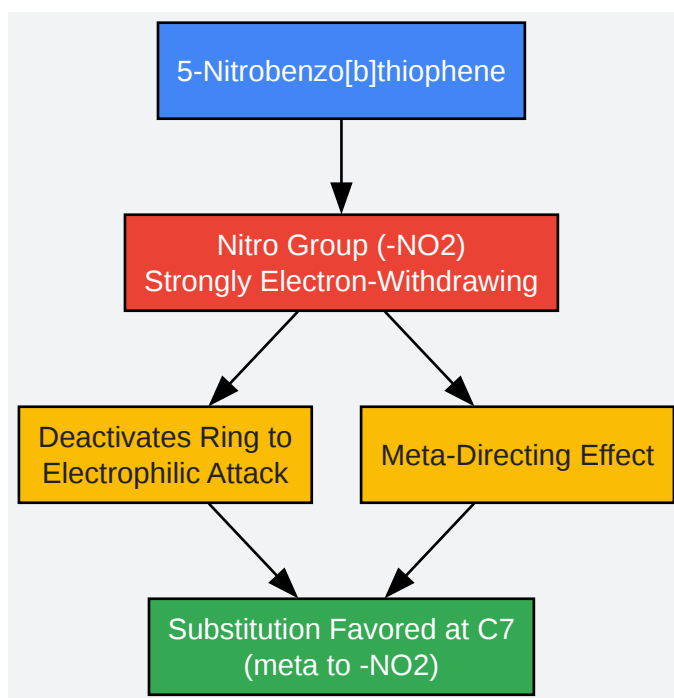 5-Nitrobenzo[b]thiophene
Nitro Group (-NO2)
Strongly Electron-Withdrawing
Deactivates Ring to
Electrophilic Attack
Meta-Directing Effect
Substitution Favored at C7
(meta to -NO2)